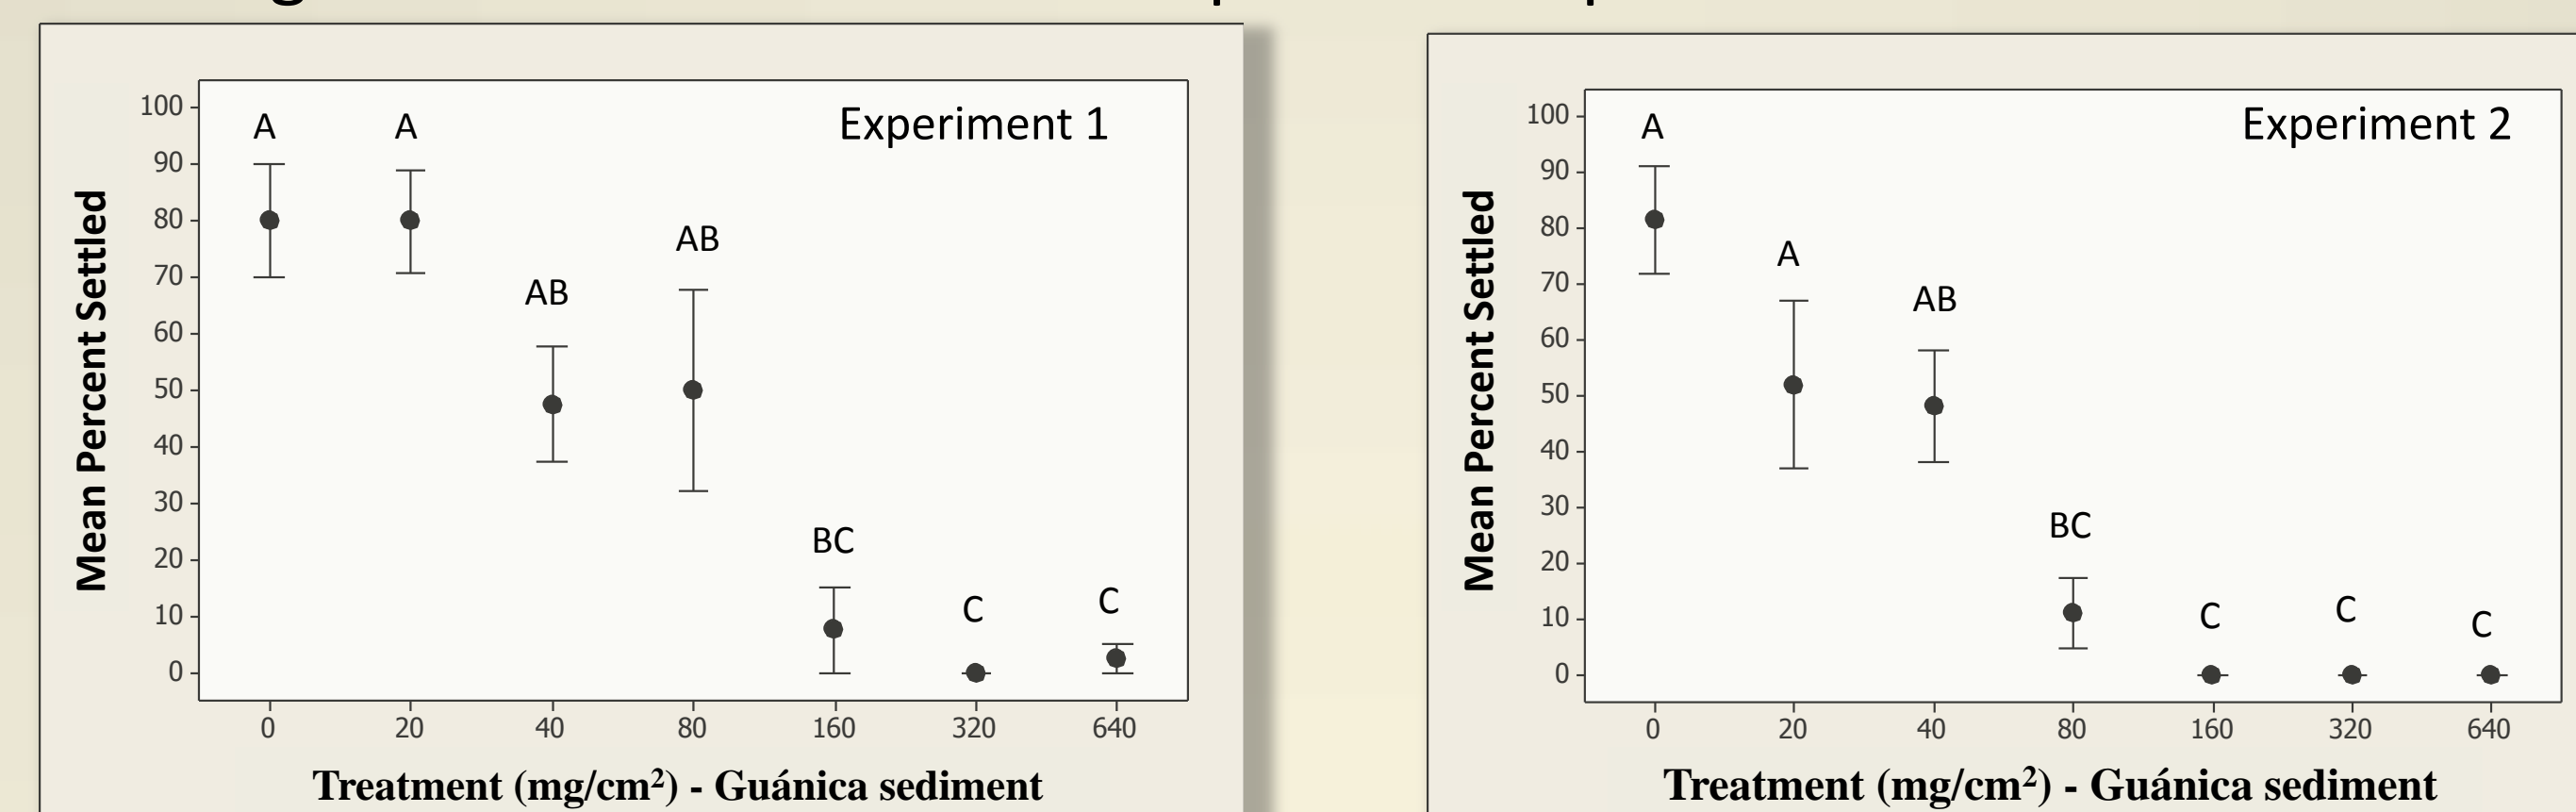 Experiment 1
Mean Percent Settled
100
90
80
70
60
50
40
30
20
10
0
A
A
AB
AB
BC
C
C
0 20 40 80 160 320 640
Treatment (mg/cm²) - Guánica sediment
Experiment 2
Mean Percent Settled
100
90
80
70
60
50
40
30
20
10
0
A
A
AB
BC
C
C
C
0 20 40 80 160 320 640
Treatment (mg/cm²) - Guánica sediment